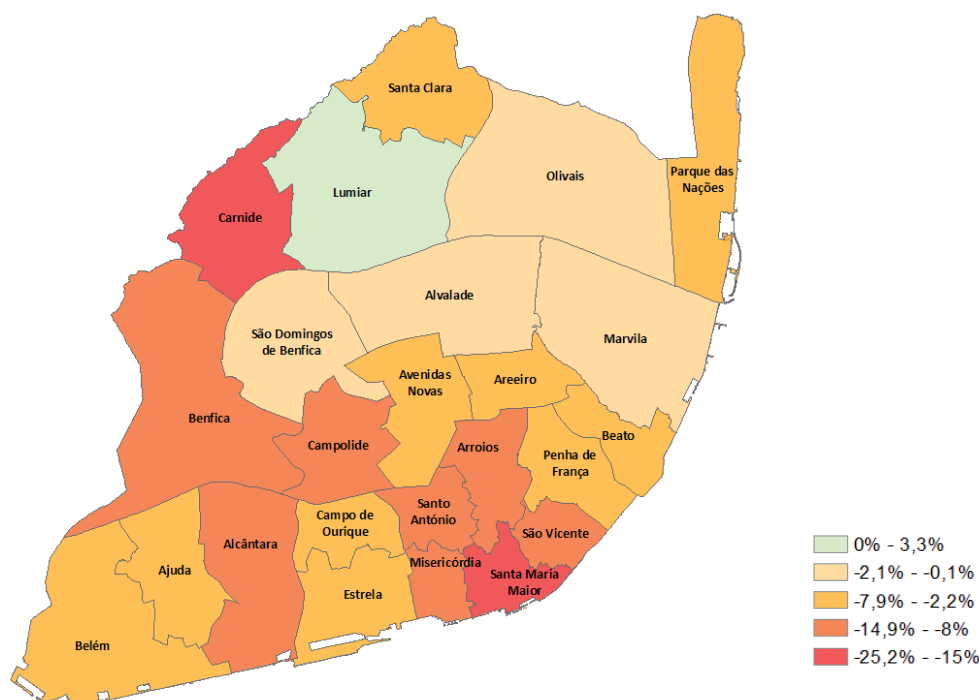 Santa Clara
Olivais
Parque das
Nações
Lumiar
Carnide
Alvalade
São Domingos
de Benfica
Marvila
Avenidas
Novas
Areeiro
Benfica
Campolide
Arroios
Beato
Penha de
França
Santo
António
Campo de
Ourique
São Vicente
Alcântara
Misericórdia
Ajuda
Santa Maria
Maior
Estrela
Belém
0% - 3,3%
-2,1% - -0,1%
-7,9% - -2,2%
-14,9% - -8%
-25,2% - -15%